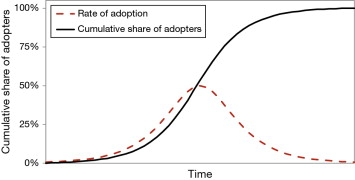 100%
75%
50%
25%
0%
Cumulative share of adopters
Rate of adoption
Cumulative share of adopters
Time